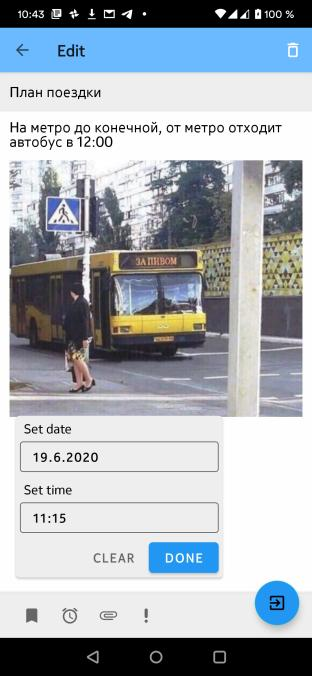 10:43
100 %
Edit
План поездки
На метро до конечной, от метро отходит
автобус в 12:00
ЗА ПИВОМ
Set date
19.6.2020
Set time
11:15
CLEAR
DONE